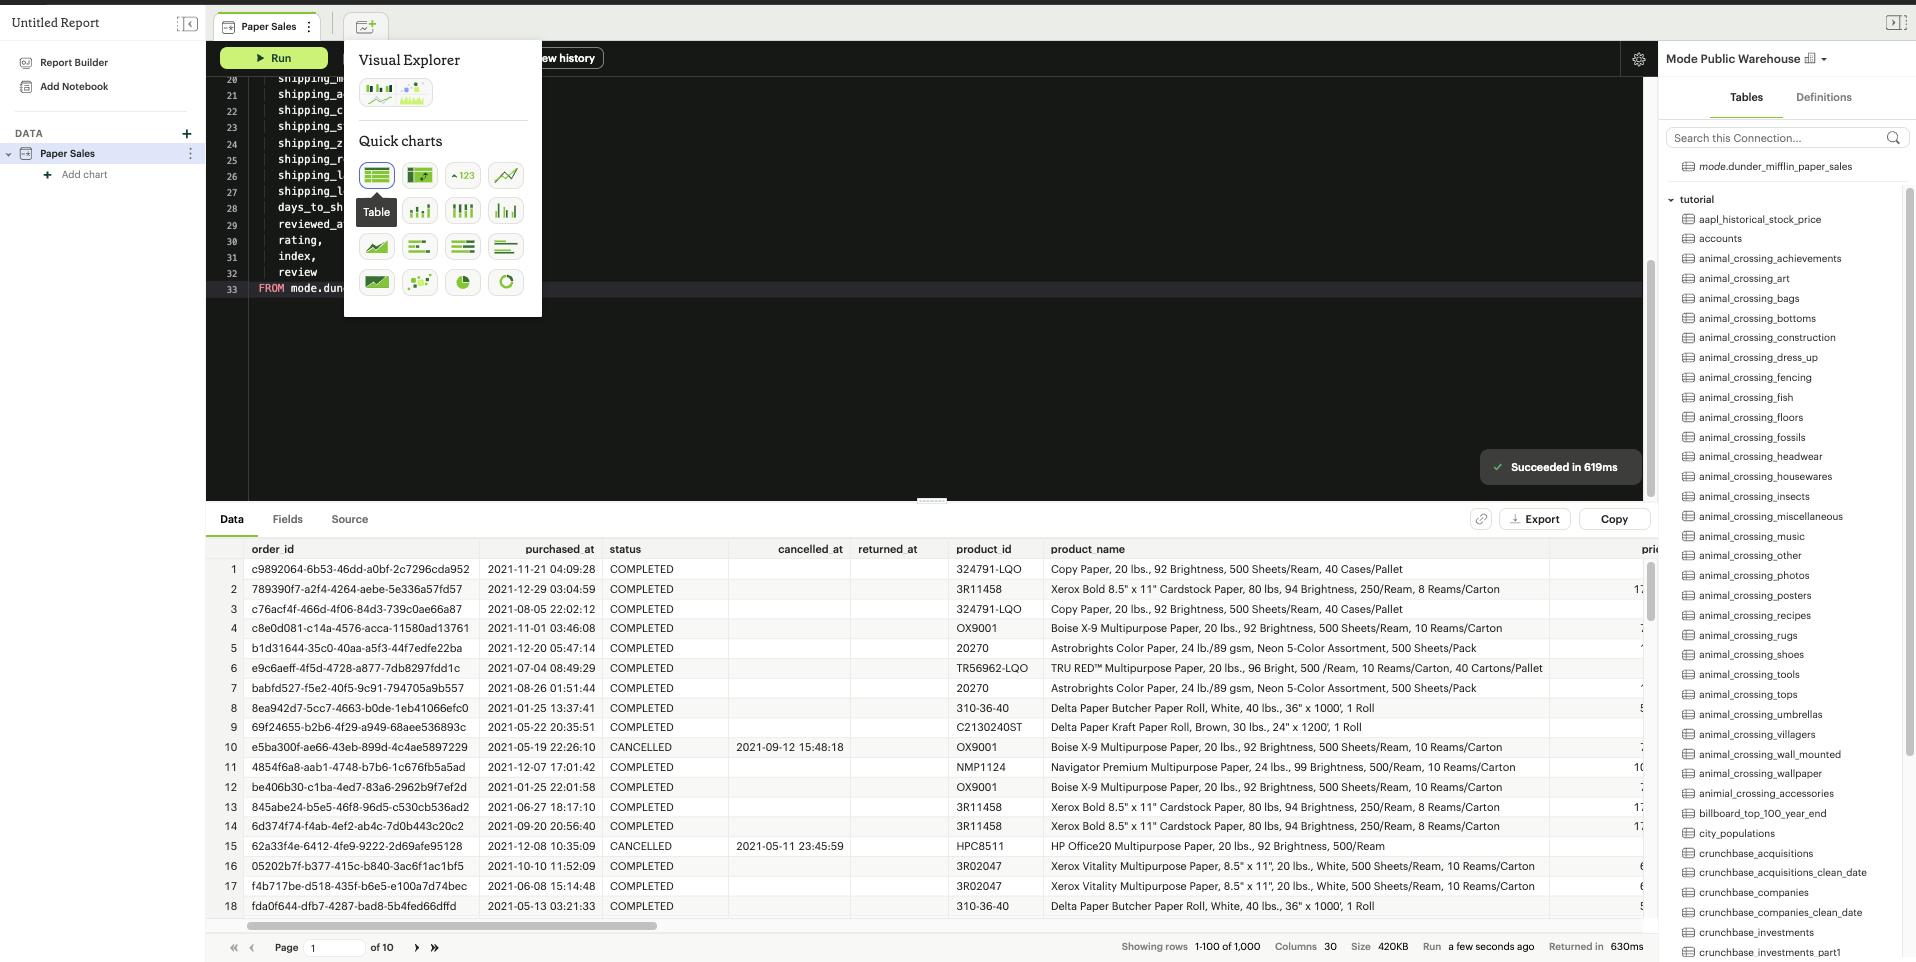 Untitled Report
Report Builder
Add Notebook
DATA
Paper Sales
Add chart
Paper Sales
Run
ew history
Visual Explorer
Quick charts
123
Table
20 shipping_m
21 shipping_a
22 shipping_c
23 shipping_s
24 shipping_z
25 shipping_r
26 shipping_l
27 shipping_l
28 days_to_sh
29 reviewed_a
30 rating,
31 index,
32 review
33 FROM mode.dun
Succeeded in 619ms
Data Fields Source
Export Copy
order_id purchased_at status cancelled_at returned_at product_id product_name pric
1 c9892064-6b53-46dd-a0bf-2c7296cda952 2021-11-21 04:09:28 COMPLETED 324791-LQO Copy Paper, 20 lbs., 92 Brightness, 500 Sheets/Ream, 40 Cases/Pallet
2 789390f7-a2f4-4264-aebe-5e336a57fd57 2021-12-29 03:04:59 COMPLETED 3R11458 Xerox Bold 8.5" x 11" Cardstock Paper, 80 lbs, 94 Brightness, 250/Ream, 8 Reams/Carton 17
3 c76acf4f-466d-4f06-84d3-739c0ae66a87 2021-08-05 22:02:12 COMPLETED 324791-LQO Copy Paper, 20 lbs., 92 Brightness, 500 Sheets/Ream, 40 Cases/Pallet
4 c8e0d081-c14a-4576-acca-11580ad13761 2021-11-01 03:46:08 COMPLETED OX9001 Boise X-9 Multipurpose Paper, 20 lbs., 92 Brightness, 500 Sheets/Ream, 10 Reams/Carton
5 b1d31644-35c0-40aa-a5f3-44f7edfe22ba 2021-12-20 05:47:14 COMPLETED 20270 Astrobrights Color Paper, 24 lb./89 gsm, Neon 5-Color Assortment, 500 Sheets/Pack
6 e9c6aeff-4f5d-4728-a877-7db8297fdd1c 2021-07-04 08:49:29 COMPLETED TR56962-LQO TRU RED™ Multipurpose Paper, 20 lbs., 96 Bright, 500 /Ream, 10 Reams/Carton, 40 Cartons/Pallet
7 babfd527-f5e2-40f5-9c91-794705a9b557 2021-08-26 01:51:44 COMPLETED 20270 Astrobrights Color Paper, 24 lb./89 gsm, Neon 5-Color Assortment, 500 Sheets/Pack
8 8ea942d7-5cc7-4663-b0de-1eb41066efc0 2021-01-25 13:37:41 COMPLETED 310-36-40 Delta Paper Butcher Paper Roll, White, 40 lbs., 36" x 1000', 1 Roll 5
9 69f24655-b2b6-4f29-a949-68aee536893c 2021-05-22 20:35:51 COMPLETED C2130240ST Delta Paper Kraft Paper Roll, Brown, 30 lbs., 24" x 1200', 1 Roll
10 e5ba300f-ae66-43eb-899d-4c4ae5897229 2021-05-19 22:26:10 CANCELLED 2021-09-12 15:48:18 OX9001 Boise X-9 Multipurpose Paper, 20 lbs., 92 Brightness, 500 Sheets/Ream, 10 Reams/Carton
11 4854f6a8-aab1-4748-b7b6-1c676fb5a5ad 2021-12-07 17:01:42 COMPLETED NMP1124 Navigator Premium Multipurpose Paper, 24 lbs., 99 Brightness, 500/Ream, 10 Reams/Carton 10
12 be406b30-c1ba-4ed7-83a6-2962b9f7ef2d 2021-01-25 22:01:58 COMPLETED OX9001 Boise X-9 Multipurpose Paper, 20 lbs., 92 Brightness, 500 Sheets/Ream, 10 Reams/Carton
13 845abe24-b5e5-46f8-96d5-c530cb536ad2 2021-06-27 18:17:10 COMPLETED 3R11458 Xerox Bold 8.5" x 11" Cardstock Paper, 80 lbs, 94 Brightness, 250/Ream, 8 Reams/Carton 17
14 6d374f74-f4ab-4ef2-ab4c-7d0b443c20c2 2021-09-20 20:56:40 COMPLETED 3R11458 Xerox Bold 8.5" x 11" Cardstock Paper, 80 lbs, 94 Brightness, 250/Ream, 8 Reams/Carton 17
15 62a33f4e-6412-4fe9-9222-2d69afe95128 2021-12-08 10:35:09 CANCELLED 2021-05-11 23:45:59 HPC8511 HP Office20 Multipurpose Paper, 20 lbs., 92 Brightness, 500/Ream
16 05202b7f-b377-415c-b840-3ac6f1ac1bf5 2021-10-10 11:52:09 COMPLETED 3R02047 Xerox Vitality Multipurpose Paper, 8.5" x 11", 20 lbs., White, 500 Sheets/Ream, 10 Reams/Carton 6
17 f4b717be-d518-435f-b6e5-e100a7d74bec 2021-06-08 15:14:48 COMPLETED 3R02047 Xerox Vitality Multipurpose Paper, 8.5" x 11", 20 lbs., White, 500 Sheets/Ream, 10 Reams/Carton 6
18 fda0f644-dfb7-4287-bad8-5b4fed66dffd 2021-05-13 03:21:33 COMPLETED 310-36-40 Delta Paper Butcher Paper Roll, White, 40 lbs., 36" x 1000', 1 Roll 5
Page 1 of 10
Showing rows 1-100 of 1,000 Columns 30 Size 420KB Run a few seconds ago Returned in 630ms
Mode Public Warehouse
Tables Definitions
Search this Connection...
mode.dunder_mifflin_paper_sales
tutorial
aapl_historical_stock_price
accounts
animal_crossing_achievements
animal_crossing_art
animal_crossing_bags
animal_crossing_bottoms
animal_crossing_construction
animal_crossing_dress_up
animal_crossing_fencing
animal_crossing_fish
animal_crossing_floors
animal_crossing_fossils
animal_crossing_headwear
animal_crossing_housewares
animal_crossing_insects
animal_crossing_miscellaneous
animal_crossing_music
animal_crossing_other
animal_crossing_photos
animal_crossing_posters
animal_crossing_recipes
animal_crossing_rugs
animal_crossing_shoes
animal_crossing_tools
animal_crossing_tops
animal_crossing_umbrellas
animal_crossing_villagers
animal_crossing_wall_mounted
animal_crossing_wallpaper
animial_crossing_accessories
billboard_top_100_year_end
city_populations
crunchbase_acquisitions
crunchbase_acquisitions_clean_date
crunchbase_companies
crunchbase_companies_clean_date
crunchbase_investments
crunchbase_investments_part1